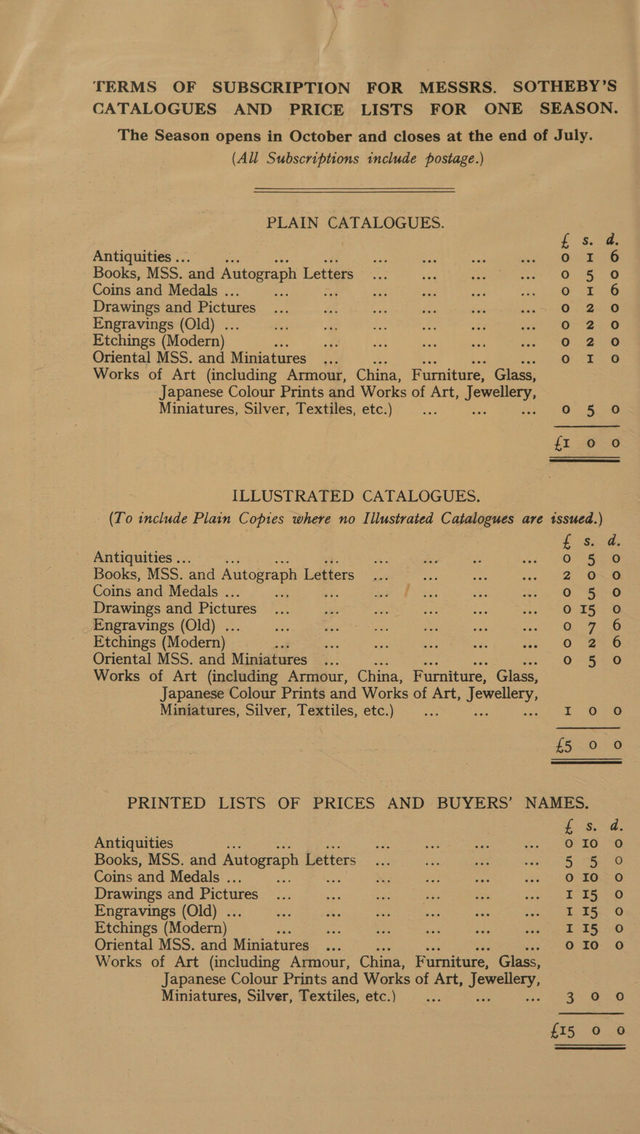 TERMS OF SUBSCRIPTION FOR MESSRS. SOTHEBY'S
CATALOGUES AND PRICE LISTS FOR ONE SEASON.
The Season opens in October and closes at the end of July.
(All Subscriptions include postage.)
PLAIN CATALOGUES.
£ s. d.
Antiquities ... ... ... ... ... ... ... ... 0 1 6
Books, MSS. and Autograph Letters ... ... ... ... 0 5 0
Coins and Medals ... ... ... ... ... ... ... 0 1 6
Drawings and Pictures ... ... ... ... ... ... 0 2 0
Engravings (Old) ... ... ... ... ... ... ... 0 2 0
Etchings (Modern) ... ... ... ... ... ... 0 2 0
Oriental MSS. and Miniatures ... ... ... ... ... 0 1 0
Works of Art (including Armour, China, Furniture, Glass,
Japanese Colour Prints and Works of Art, Jewellery,
Miniatures, Silver, Textiles, etc.) ... ... ... 0 5 0
£1 0 0
ILLUSTRATED CATALOGUES.
(To include Plain Copies where no Illustrated Catalogues are issued.)
£ s. d.
Antiquities ... ... ... ... ... ... .. ... 0 5 0
Books, MSS. and Autograph Letters ... ... ... ... 2 0 0
Coins and Medals ... ... ... ... ... ... ... 0 5 0
Drawings and Pictures ... ... ... ... ... ... 0 15 0
Engravings (Old) ... ... ... ... ... ... ... 0 7 6
Etchings (Modern) ... ... ... ... ... ... 0 2 6
Oriental MSS. and Miniatures ... ... ... ... ... 0 5 0
Works of Art (including Armour, China, Furniture, Glass,
Japanese Colour Prints and Works of Art, Jewellery,
Miniatures, Silver, Textiles, etc.) ... ... ... 1 0 0
£5 0 0
PRINTED LISTS OF PRICES AND BUYERS' NAMES.
£ s. d.
Antiquities ... ... ... ... ... ... ... 0 10 0
Books, MSS. and Autograph Letters ... ... ... ... 5 5 0
Coins and Medals ... ... ... ... ... ... ... 0 10 0
Drawings and Pictures ... ... ... ... ... ... 1 15 0
Engravings (Old) ... ... ... ... ... ... ... 1 15 0
Etchings (Modern) ... ... ... ... ... ... 1 15 0
Oriental MSS. and Miniatures ... ... ... ... ... 0 10 0
Works of Art (including Armour, China, Furniture, Glass,
Japanese Colour Prints and Works of Art, Jewellery,
Miniatures, Silver, Textiles, etc.) ... ... ... 3 0 0
£15 0 0